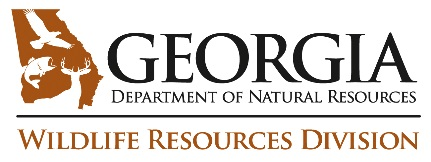 GEORGIA
DEPARTMENT OF NATURAL RESOURCES
WILDLIFE RESOURCES DIVISION